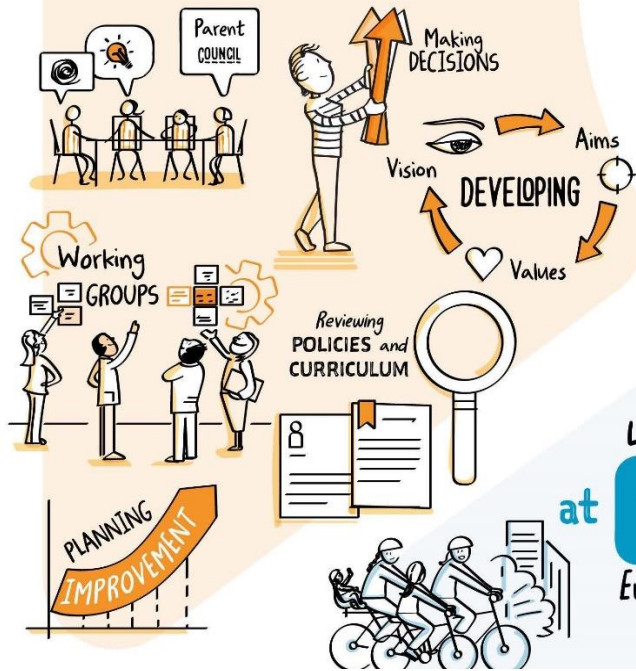 Parent
COUNCIL
Making
DECISIONS
Vision
Aims
DEVELOPING
Values
Working
GROUPS
Reviewing
POLICIES and
CURRICULUM
PLANNING
IMPROVEMENT
at